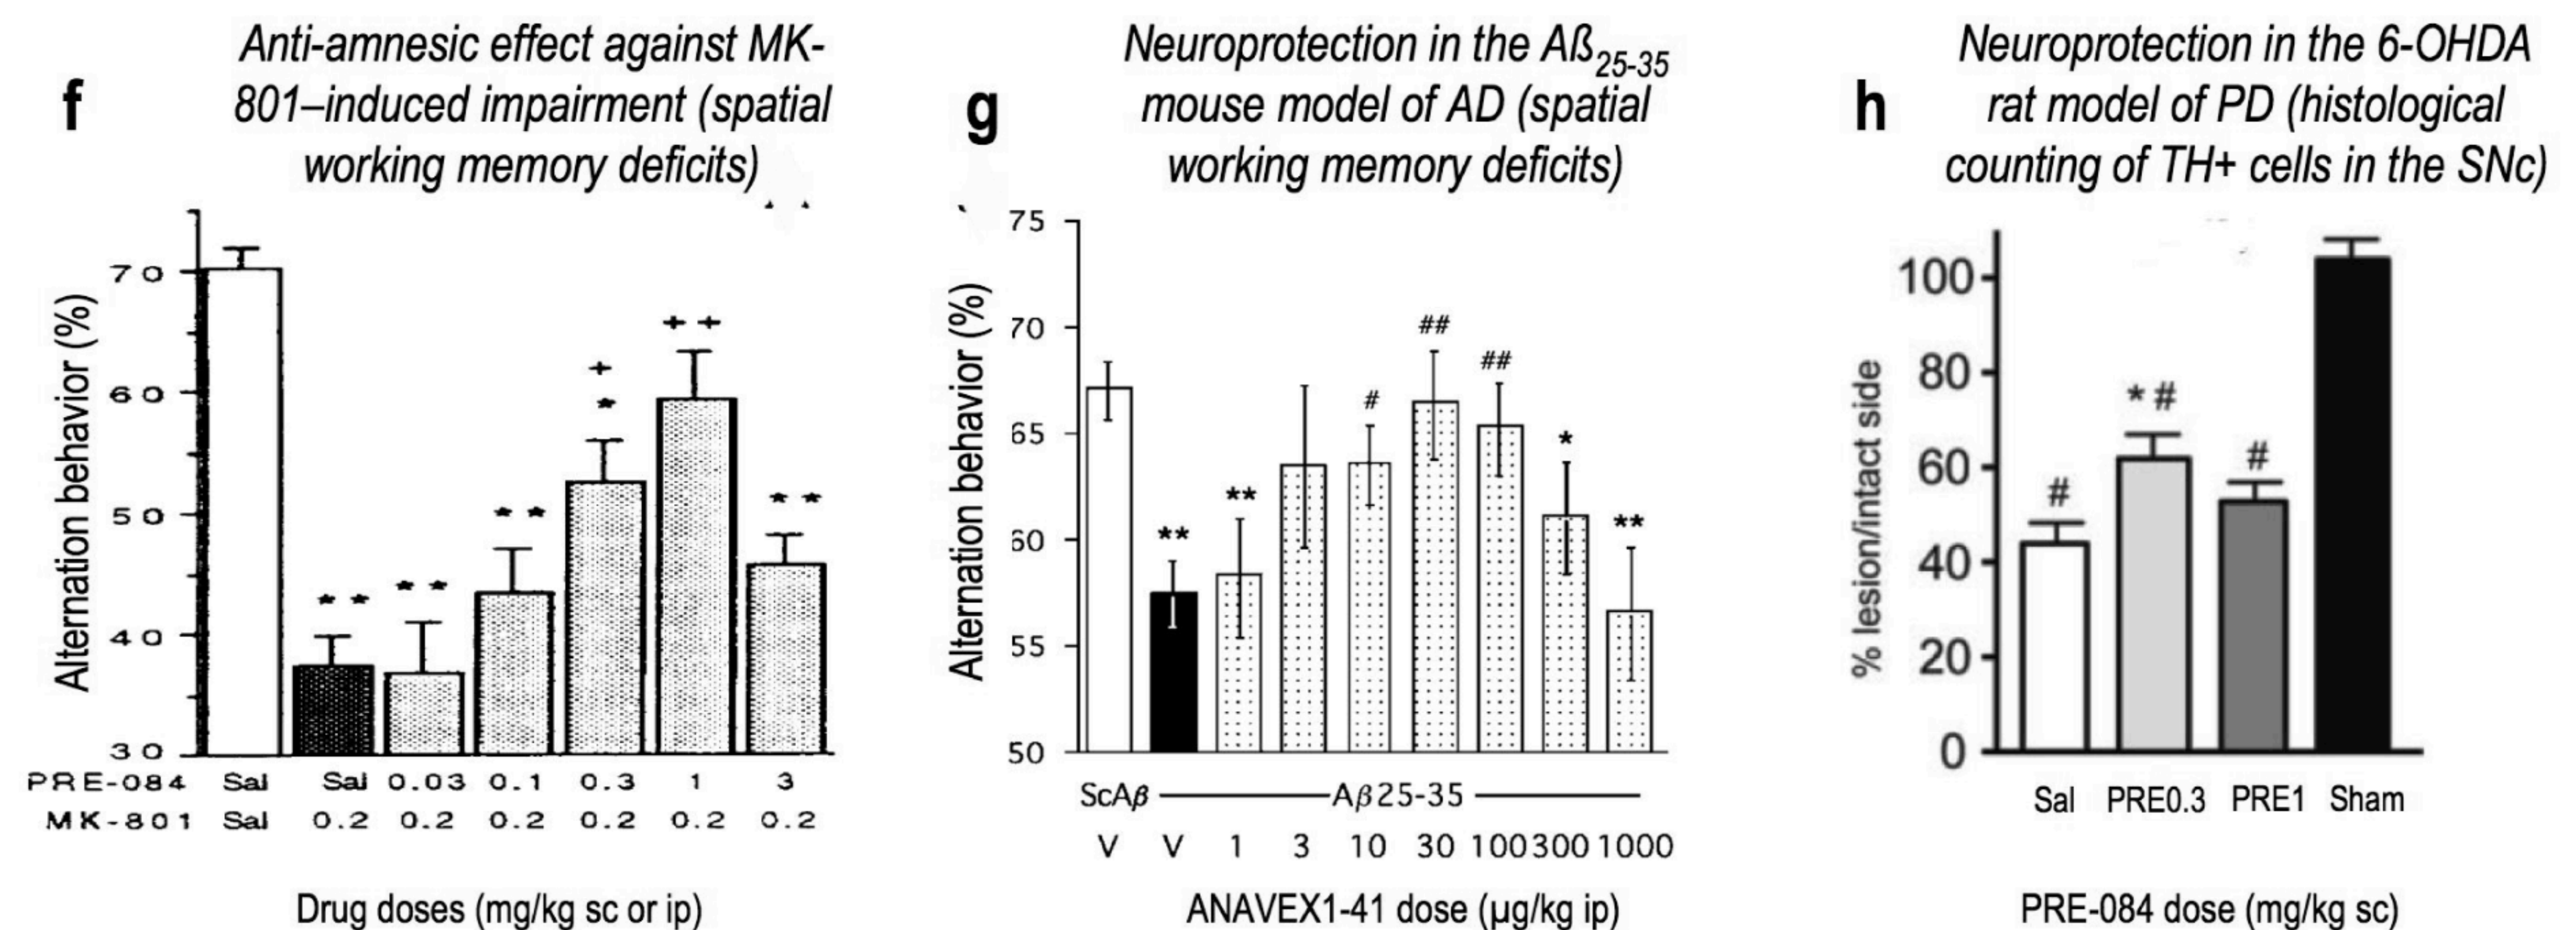 f
Anti-amnesic effect against MK-
801–induced impairment (spatial
working memory deficits)
Alternation behavior (%)
70
60
50
40
30
+ +
+
*
* *
* *
* *
* *
PRE-084 Sal Sal 0.03 0.1 0.3 1 3
MK-801 Sal 0.2 0.2 0.2 0.2 0.2 0.2
Drug doses (mg/kg sc or ip)
g
Neuroprotection in the Aß25-35
mouse model of AD (spatial
working memory deficits)
Alternation behavior (%)
75
70
65
60
55
50
**
**
#
##
##
*
**
ScAβ Aβ25-35
V V 1 3 10 30 100 300 1000
ANAVEX1-41 dose (µg/kg ip)
h
Neuroprotection in the 6-OHDA
rat model of PD (histological
counting of TH+ cells in the SNc)
% lesion/intact side
100
80
60
40
20
0
#
* #
#
Sal PRE0.3 PRE1 Sham
PRE-084 dose (mg/kg sc)